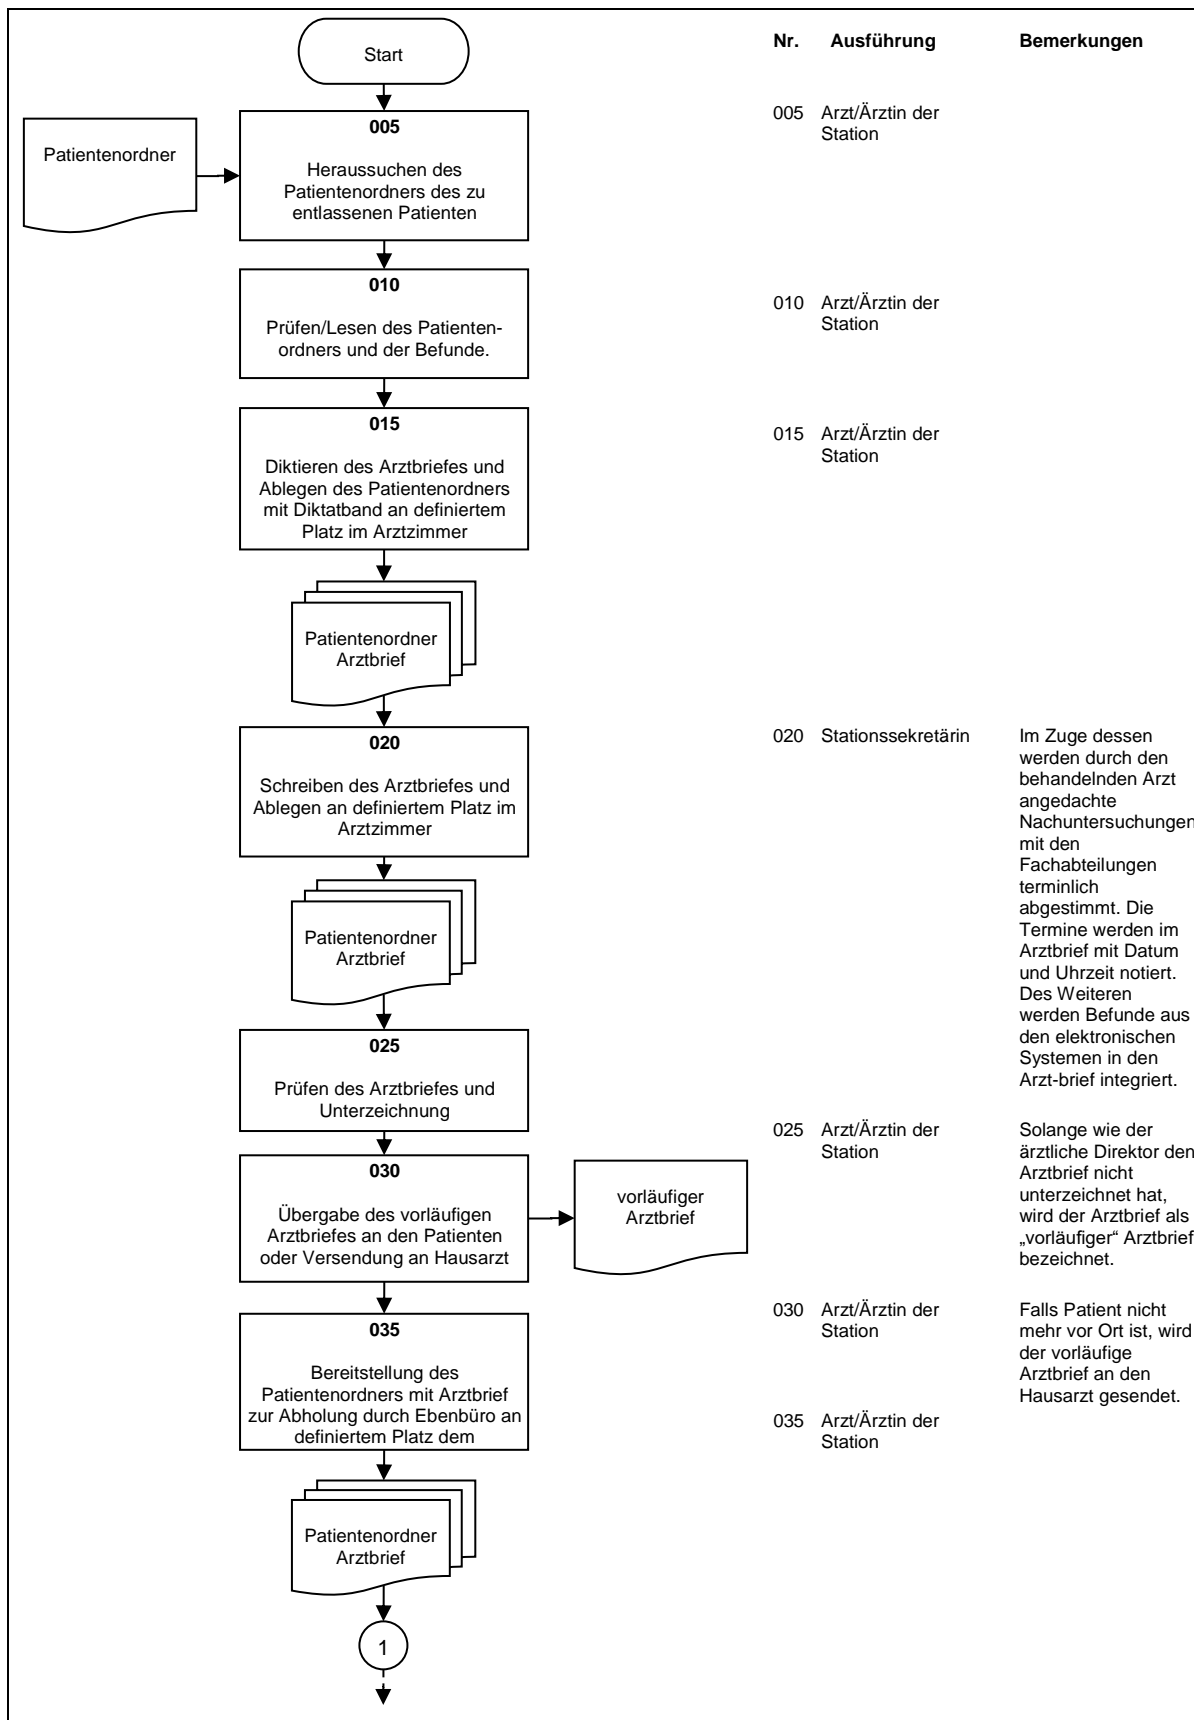 Start
Nr. Ausführung Bemerkungen
Patientenordner
005
Heraussuchen des
Patientenordners des zu
entlassenen Patienten
005 Arzt/Ärztin der
Station
010
Prüfen/Lesen des Patienten-
ordners und der Befunde.
010 Arzt/Ärztin der
Station
015
Diktieren des Arztbriefes und
Ablegen des Patientenordners
mit Diktatband an definiertem
Platz im Arztzimmer
015 Arzt/Ärztin der
Station
Patientenordner
Arztbrief
020
Schreiben des Arztbriefes und
Ablegen an definiertem Platz im
Arztzimmer
020 Stationssekretärin
Im Zuge dessen
werden durch den
behandelnden Arzt
angedachte
Nachuntersuchungen
mit den
Fachabteilungen
terminlich
abgestimmt. Die
Termine werden im
Arztbrief mit Datum
und Uhrzeit notiert.
Des Weiteren
werden Befunde aus
den elektronischen
Systemen in den
Arzt-brief integriert.
Patientenordner
Arztbrief
025
Prüfen des Arztbriefes und
Unterzeichnung
025 Arzt/Ärztin der
Station
Solange wie der
ärztliche Direktor den
Arztbrief nicht
unterzeichnet hat,
wird der Arztbrief als
„vorläufiger“ Arztbrief
bezeichnet.
030
Übergabe des vorläufigen
Arztbriefes an den Patienten
oder Versendung an Hausarzt
vorläufiger
Arztbrief
030 Arzt/Ärztin der
Station
Falls Patient nicht
mehr vor Ort ist, wird
der vorläufige
Arztbrief an den
Hausarzt gesendet.
035
Bereitstellung des
Patientenordners mit Arztbrief
zur Abholung durch Ebenbüro an
definiertem Platz dem
035 Arzt/Ärztin der
Station
Patientenordner
Arztbrief
1